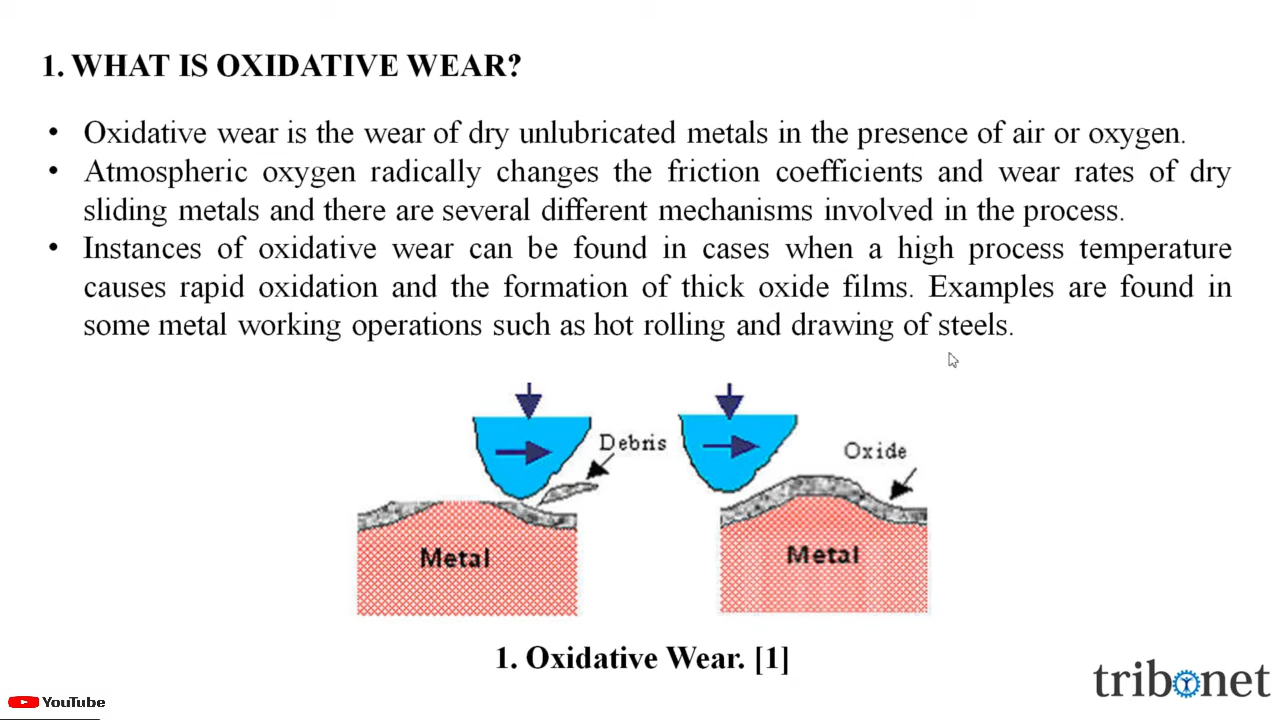 1. WHAT IS OXIDATIVE WEAR?
• Oxidative wear is the wear of dry unlubricated metals in the presence of air or oxygen.
• Atmospheric oxygen radically changes the friction coefficients and wear rates of dry
sliding metals and there are several different mechanisms involved in the process.
• Instances of oxidative wear can be found in cases when a high process temperature
causes rapid oxidation and the formation of thick oxide films. Examples are found in
some metal working operations such as hot rolling and drawing of steels.
Debris
Oxide
Metal
Metal
1. Oxidative Wear. [1]
tribonet
YouTube